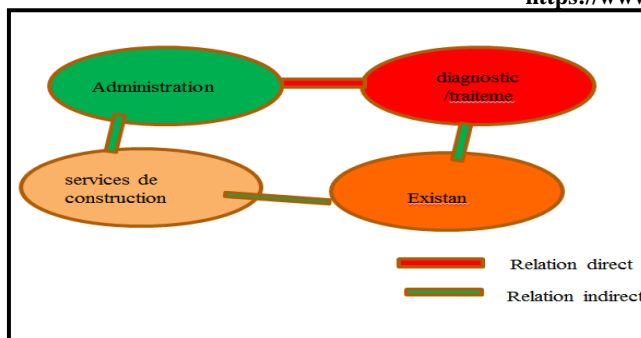 https://www
Administration
diagnostic
/traiteme
services de
construction
Existan
Relation direct
Relation indirect